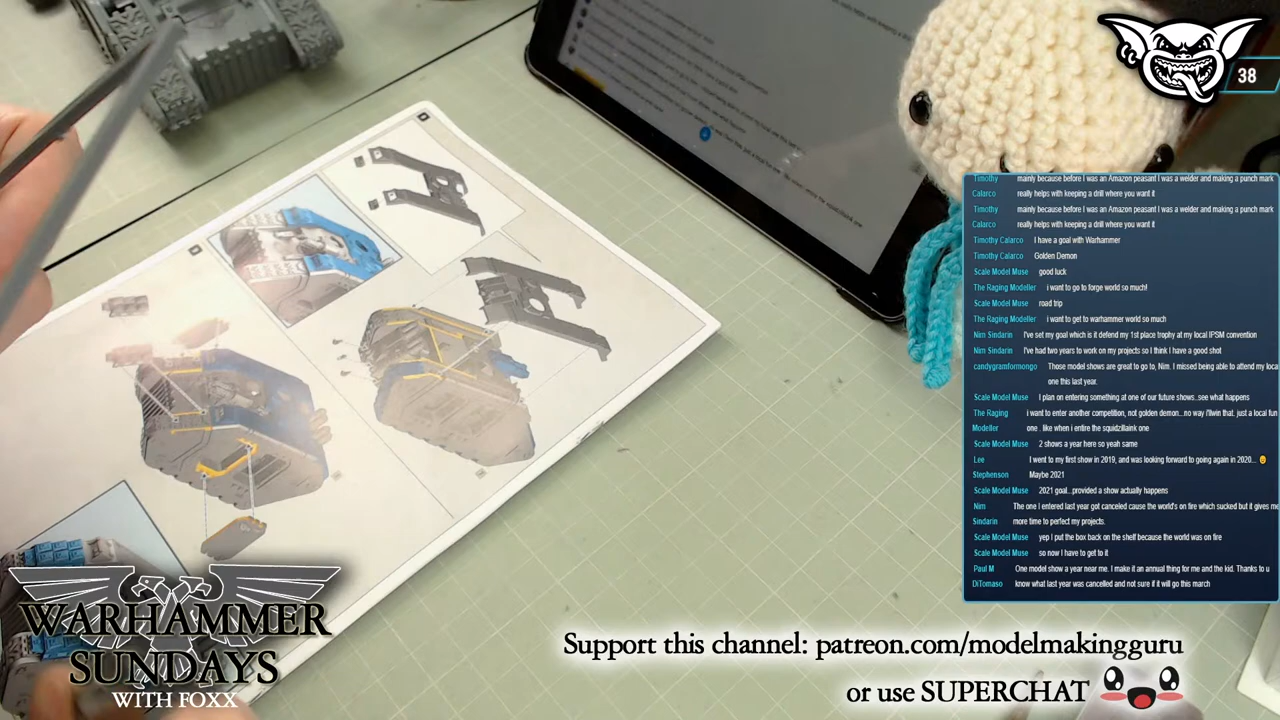 38
Timothy mainly because before I was an Amazon peasant I was a welder and making a punch mark
Calarco really helps with keeping a drill where you want it
Timothy mainly because before I was an Amazon peasant I was a welder and making a punch mark
Calarco really helps with keeping a drill where you want it
Timothy Calarco I have a goal with Warhammer
Timothy Calarco Golden Demon
Scale Model Muse good luck
The Raging Modeller i want to go to forge world so much!
Scale Model Muse road trip
The Raging Modeller i want to get to warhammer world so much
Nim Sindarin I've set my goal which is it defend my 1st place trophy at my local IPSM convention
Nim Sindarin I've had two years to work on my projects so I think I have a good shot
candygramformongo Those model shows are great to go to, Nim. I missed being able to attend my loca
one this last year.
Scale Model Muse I plan on entering something at one of our future shows..see what happens
The Raging i want to enter another competition, not golden demon...no way i'llwin that. just a local fun
Modeller one . like when i entire the squidzillaink one
Scale Model Muse 2 shows a year here so yeah same
Lee I went to my first show in 2019, and was looking forward to going again in 2020...
Stephenson Maybe 2021
Scale Model Muse 2021 goal...provided a show actually happens
Nim The one I entered last year got canceled cause the world's on fire which sucked but it gives me
Sindarin more time to perfect my projects.
Scale Model Muse yep I put the box back on the shelf because the world was on fire
Scale Model Muse so now I have to get to it
Paul M One model show a year near me. I make it an annual thing for me and the kid. Thanks to u
DiTomaso know what last year was cancelled and not sure if it will go this march
WARHAMMER
SUNDAYS
WITH FOXX
Support this channel: patreon.com/modelmakingguru
or use SUPERCHAT